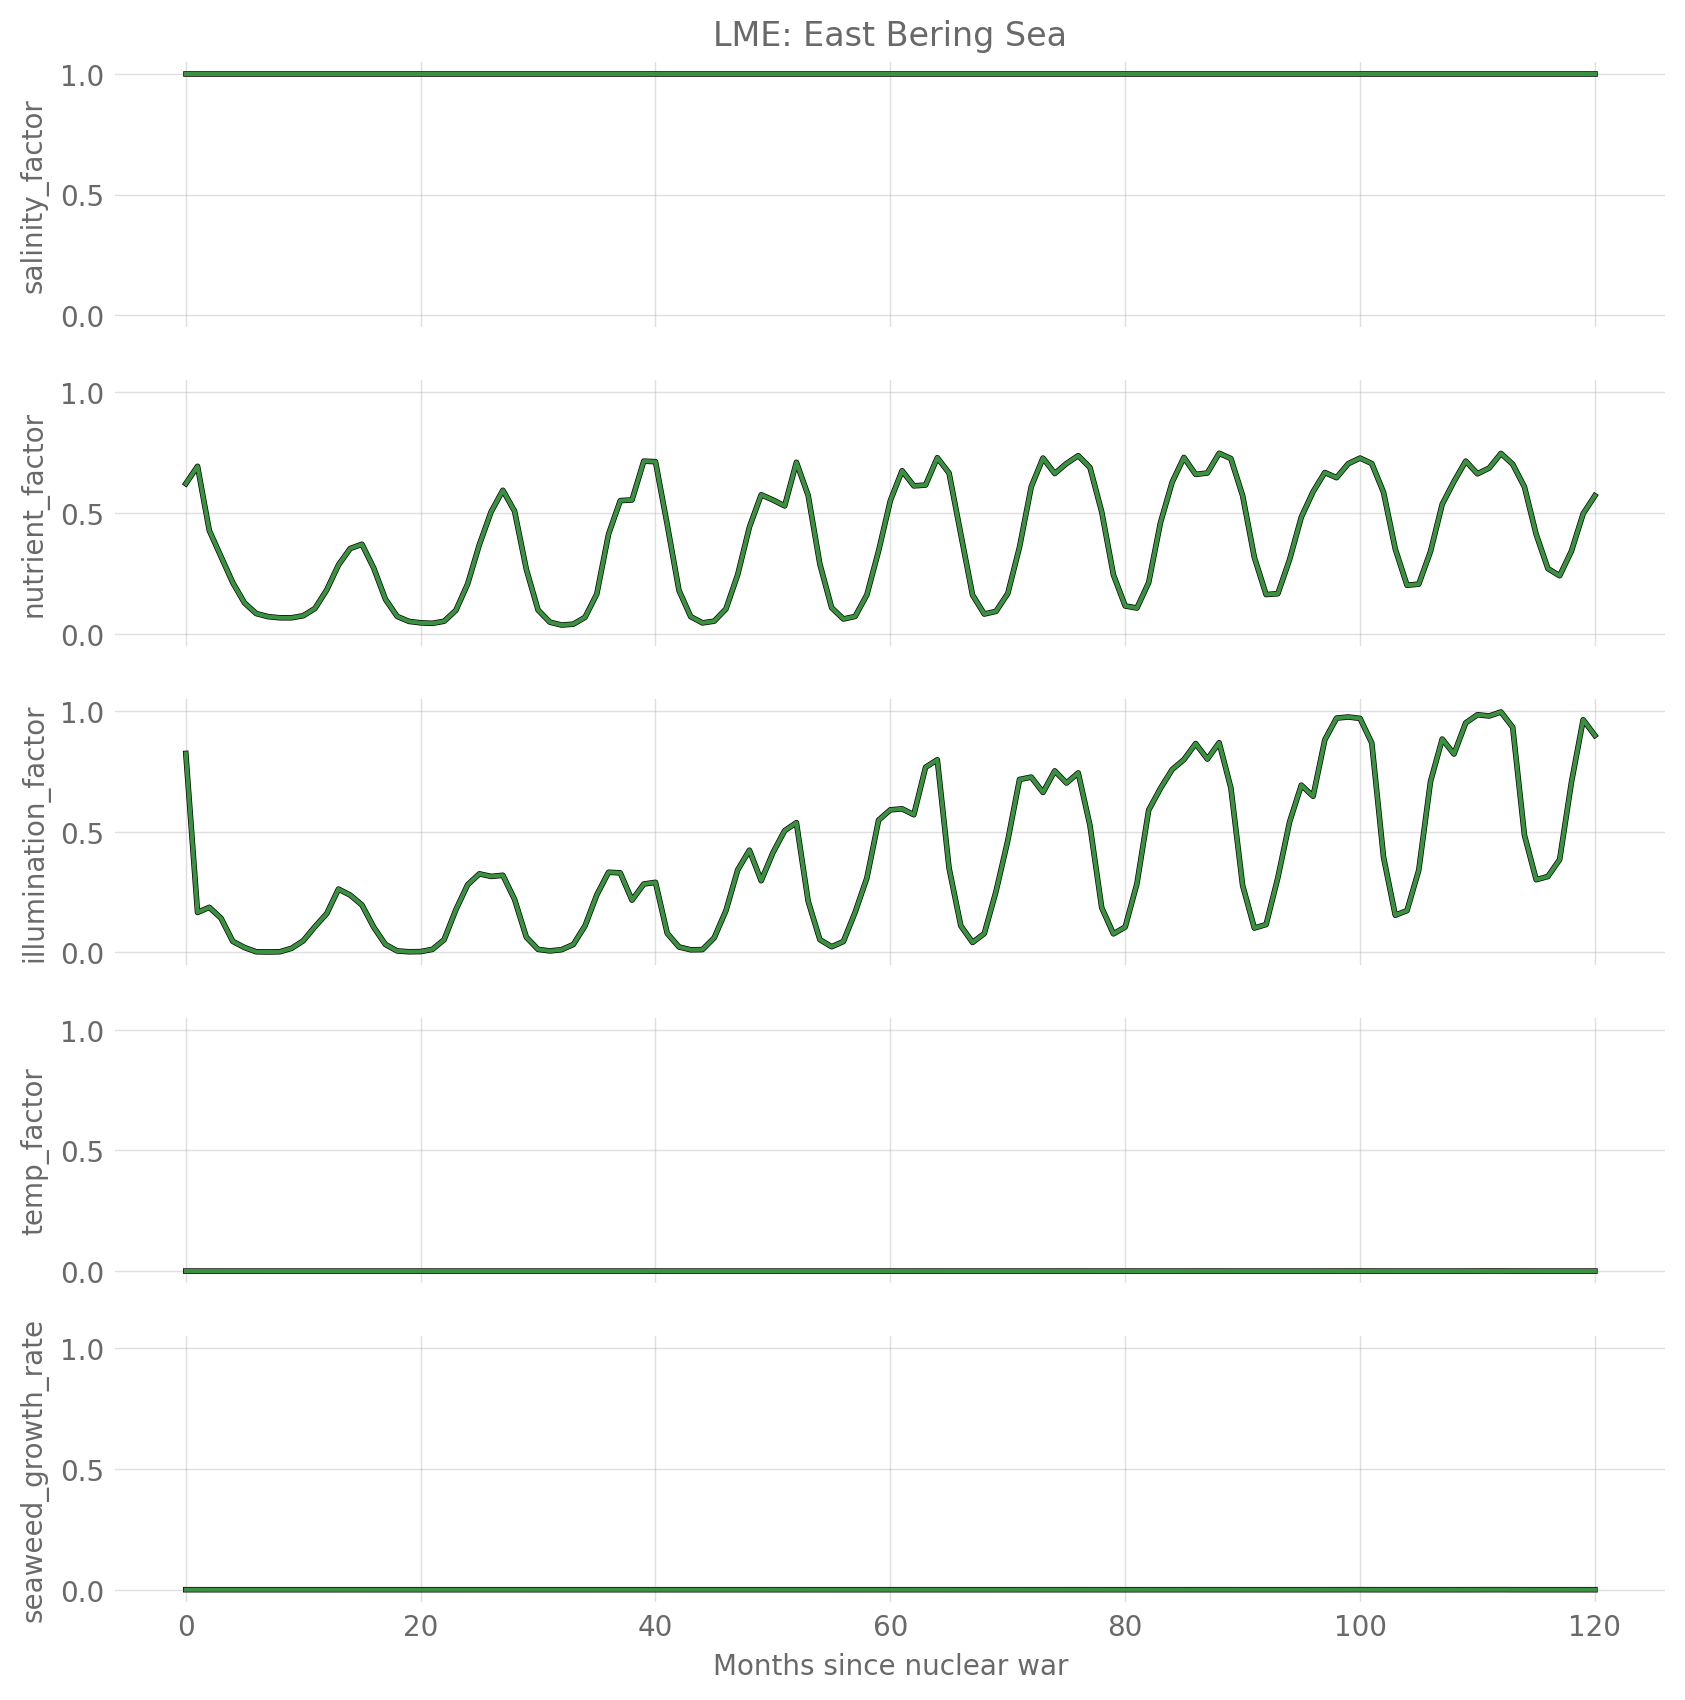 LME: East Bering Sea
salinity_factor
1.0
0.5
0.0
nutrient_factor
1.0
0.5
0.0
illumination_factor
1.0
0.5
0.0
temp_factor
1.0
0.5
0.0
seaweed_growth_rate
1.0
0.5
0.0
0 20 40 60 80 100 120
Months since nuclear war